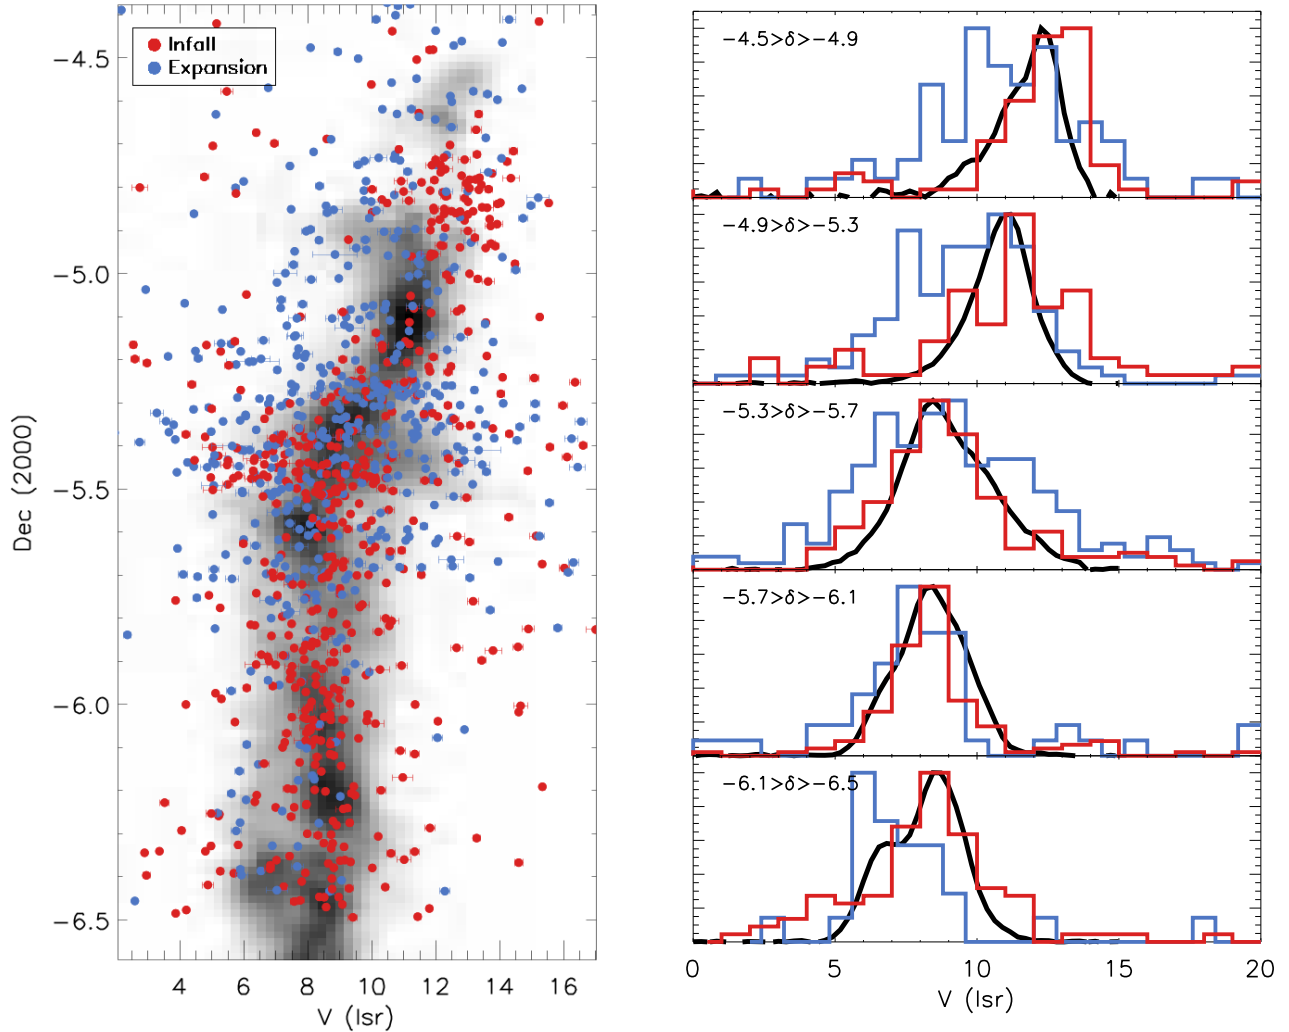 Infall
Expansion
−4.5
−5.0
−5.5
−6.0
−6.5
Dec (2000)
4 6 8 10 12 14 16
V (lsr)
−4.5>δ>−4.9
−4.9>δ>−5.3
−5.3>δ>−5.7
−5.7>δ>−6.1
−6.1>δ>−6.5
0 5 10 15 20
V (lsr)